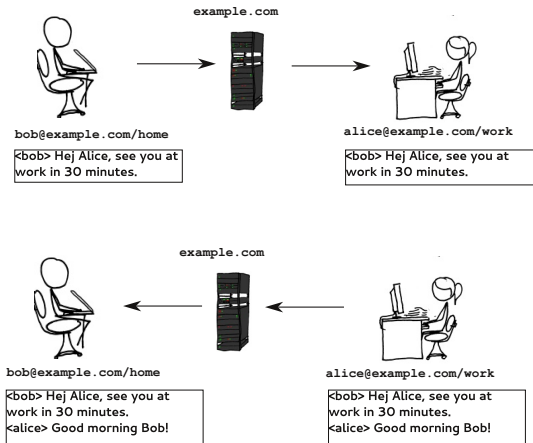 example.com
bob@example.com/home
alice@example.com/work
<bob> Hej Alice, see you at
work in 30 minutes.
<bob> Hej Alice, see you at
work in 30 minutes.
example.com
bob@example.com/home
alice@example.com/work
<bob> Hej Alice, see you at
work in 30 minutes.
<alice> Good morning Bob!
<bob> Hej Alice, see you at
work in 30 minutes.
<alice> Good morning Bob!